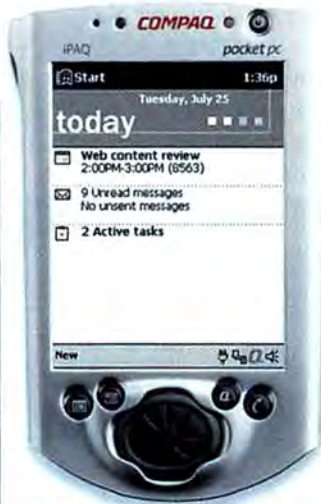 COMPAQ
iPAQ pocket pc
Start 1:36p
Tuesday, July 25
today
Web content review
2:00PM-3:00PM (8563)
9 Unread messages
No unsent messages
2 Active tasks
New